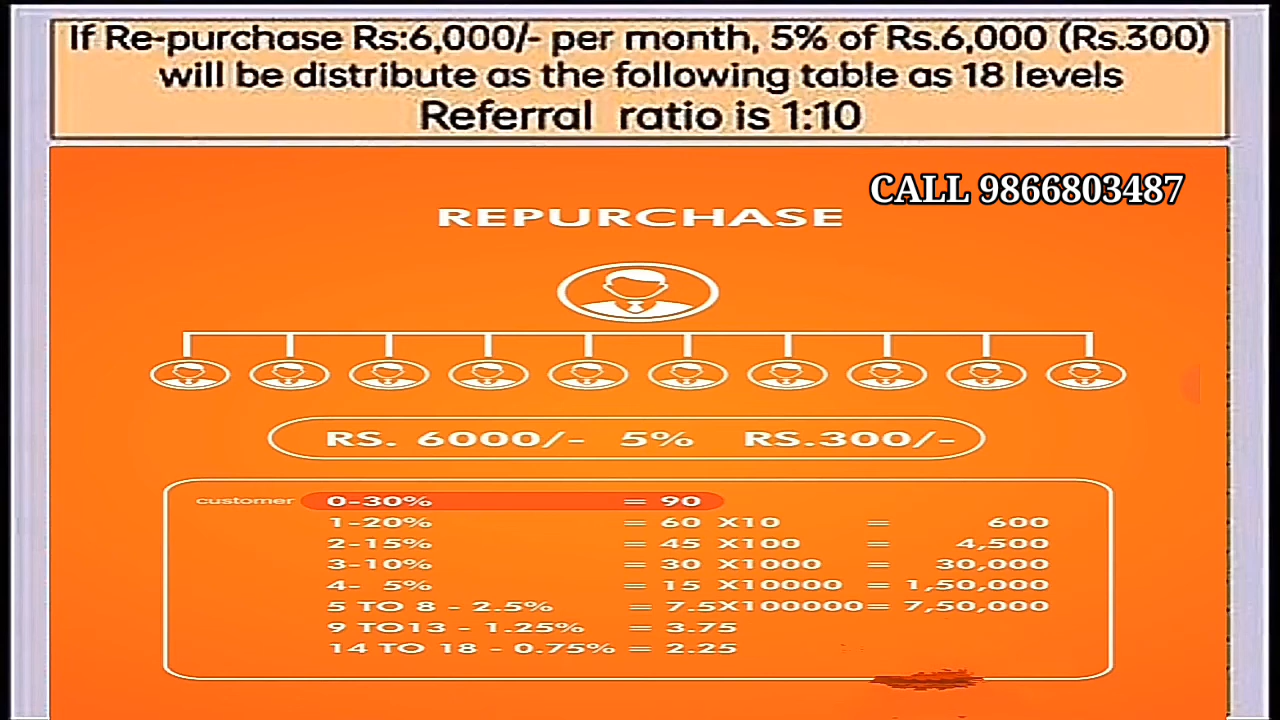 If Re-purchase Rs:6,000/- per month, 5% of Rs.6,000 (Rs.300)
will be distribute as the following table as 18 levels
Referral ratio is 1:10
CALL 9866803487
REPURCHASE
RS. 6000/- 5% RS.300/-
customer 0-30% = 90
1-20% = 60 X10 = 600
2-15% = 45 X100 = 4,500
3-10% = 30 X1000 = 30,000
4- 5% = 15 X10000 = 1,50,000
5 TO 8 - 2.5% = 7.5X100000= 7,50,000
9 TO13 - 1.25% = 3.75
14 TO 18 - 0.75% = 2.25